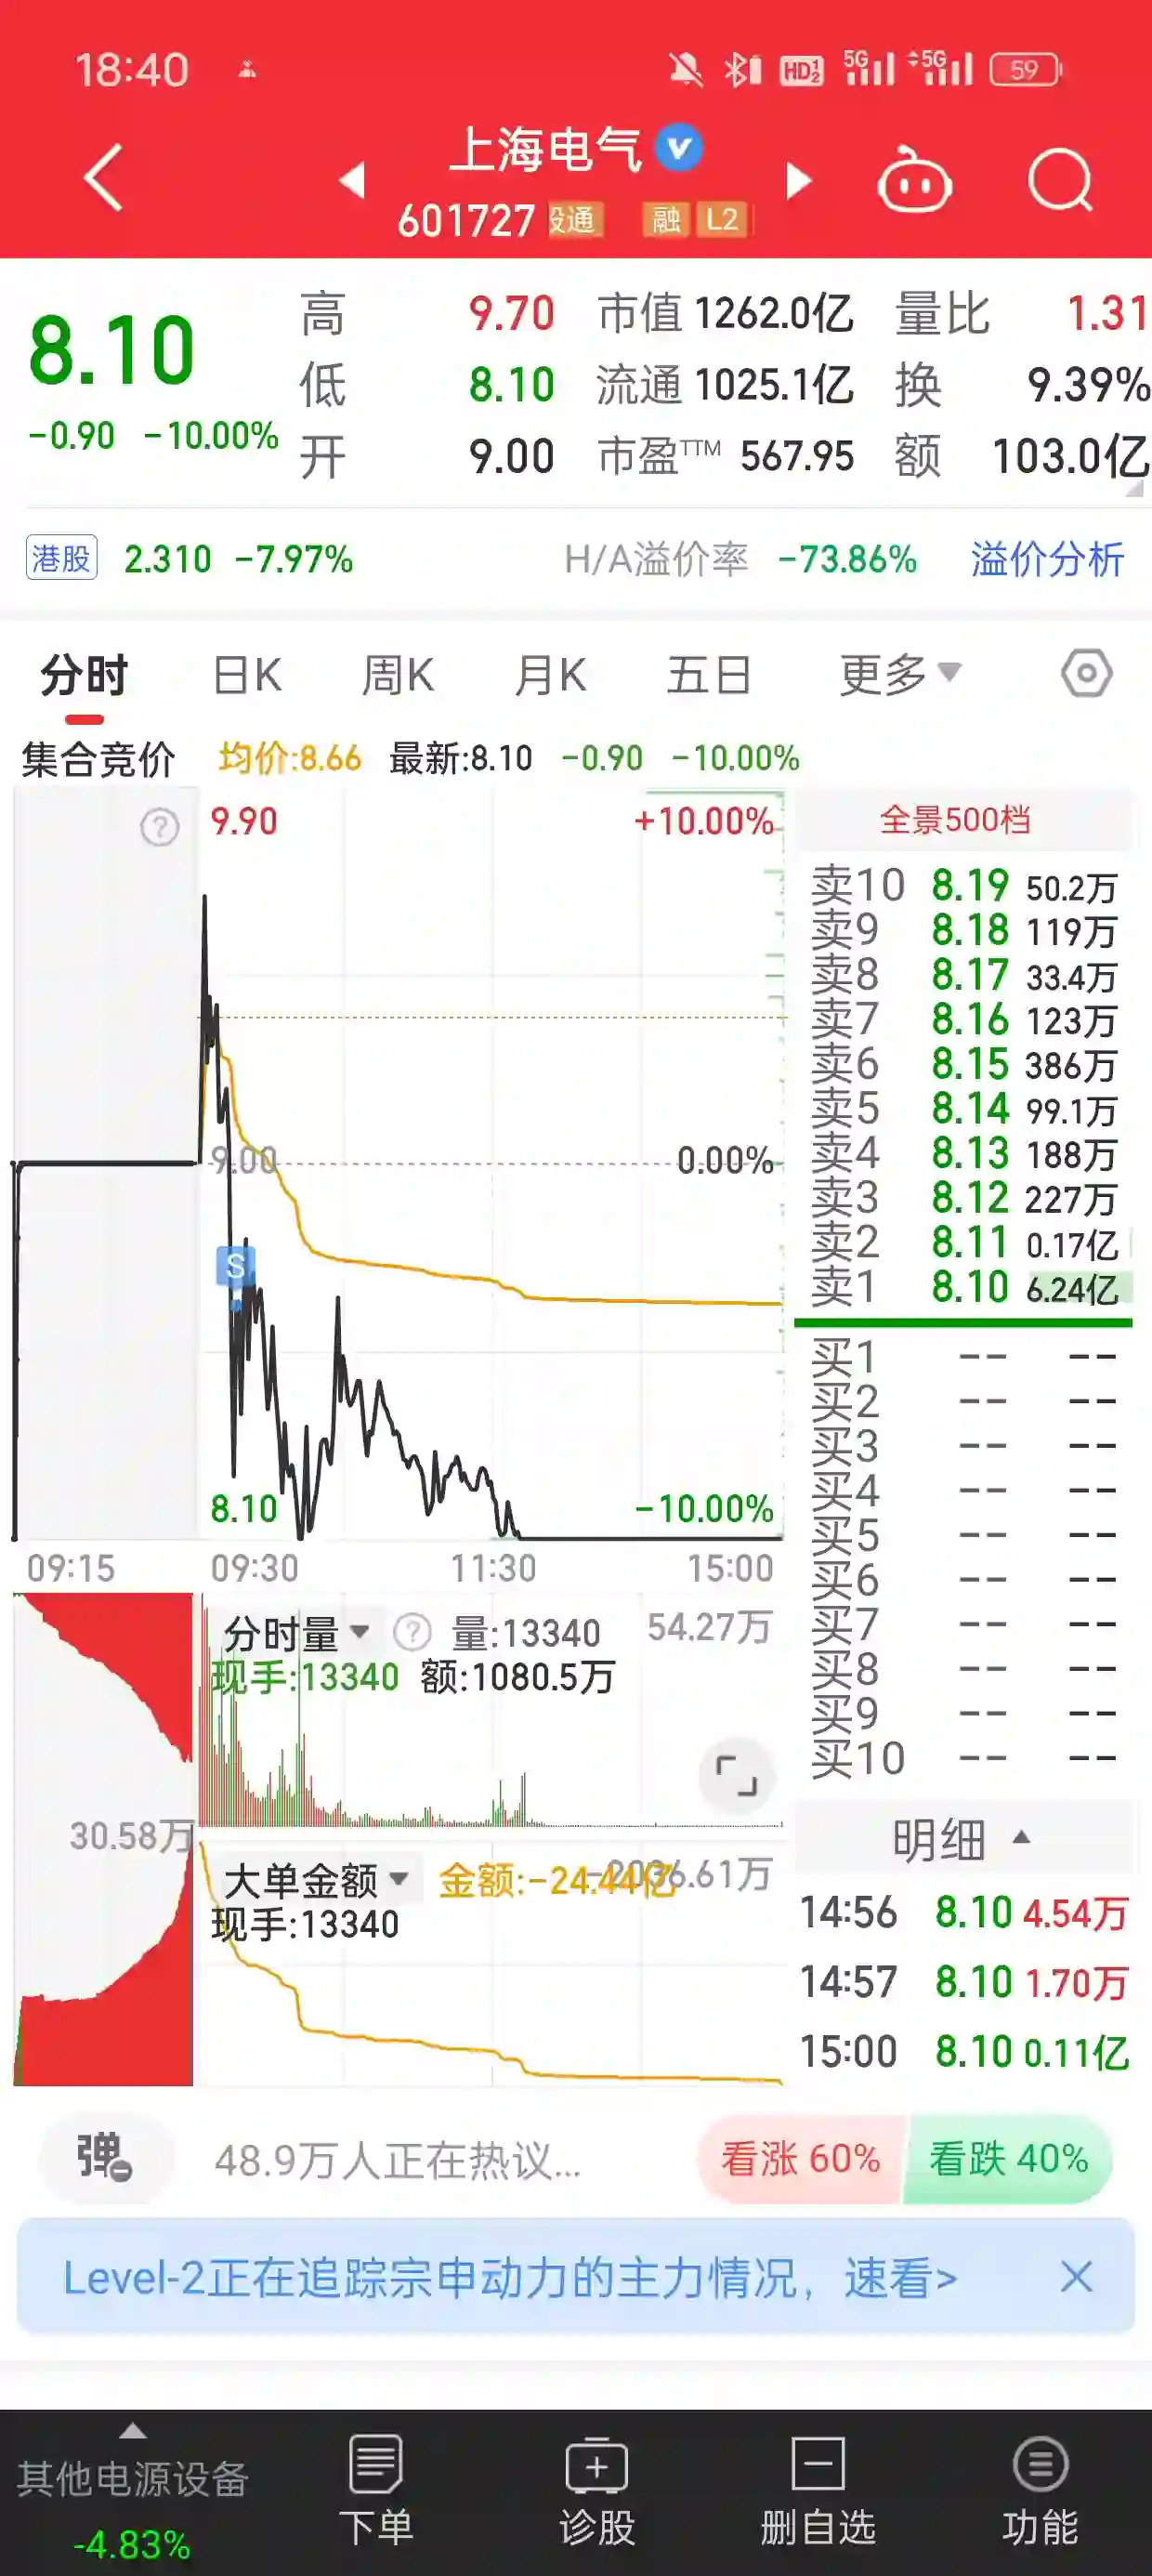 18:40
HD 1 2 5G 5G 59
上海电气
601727 股通 融 L2
8.10 高 9.70 市值 1262.0亿 量比 1.31
低 8.10 流通 1025.1亿 换 9.39%
-0.90 -10.00% 开 9.00 市盈TTM 567.95 额 103.0亿
港股 2.310 -7.97% H/A溢价率 -73.86% 溢价分析
分时 日K 周K 月K 五日 更多
集合竞价 均价:8.66 最新:8.10 -0.90 -10.00%
? 9.90 +10.00%
9.00 0.00%
S
8.10 -10.00%
09:15 09:30 11:30 15:00
全景500档
卖10 8.19 50.2万
卖9 8.18 119万
卖8 8.17 33.4万
卖7 8.16 123万
卖6 8.15 386万
卖5 8.14 99.1万
卖4 8.13 188万
卖3 8.12 227万
卖2 8.11 0.17亿
卖1 8.10 6.24亿
买1 -- --
买2 -- --
买3 -- --
买4 -- --
买5 -- --
买6 -- --
买7 -- --
买8 -- --
买9 -- --
买10 -- --
分时量 ? 量:13340 54.27万
现手:13340 额:1080.5万
30.58万
大单金额 金额:-24.44亿
现手:13340
明细
14:56 8.10 4.54万
14:57 8.10 1.70万
15:00 8.10 0.11亿
弹 48.9万人正在热议... 看涨 60% 看跌 40%
Level-2正在追踪宗申动力的主力情况，速看>
其他电源设备
-4.83%
下单 诊股 删自选 功能